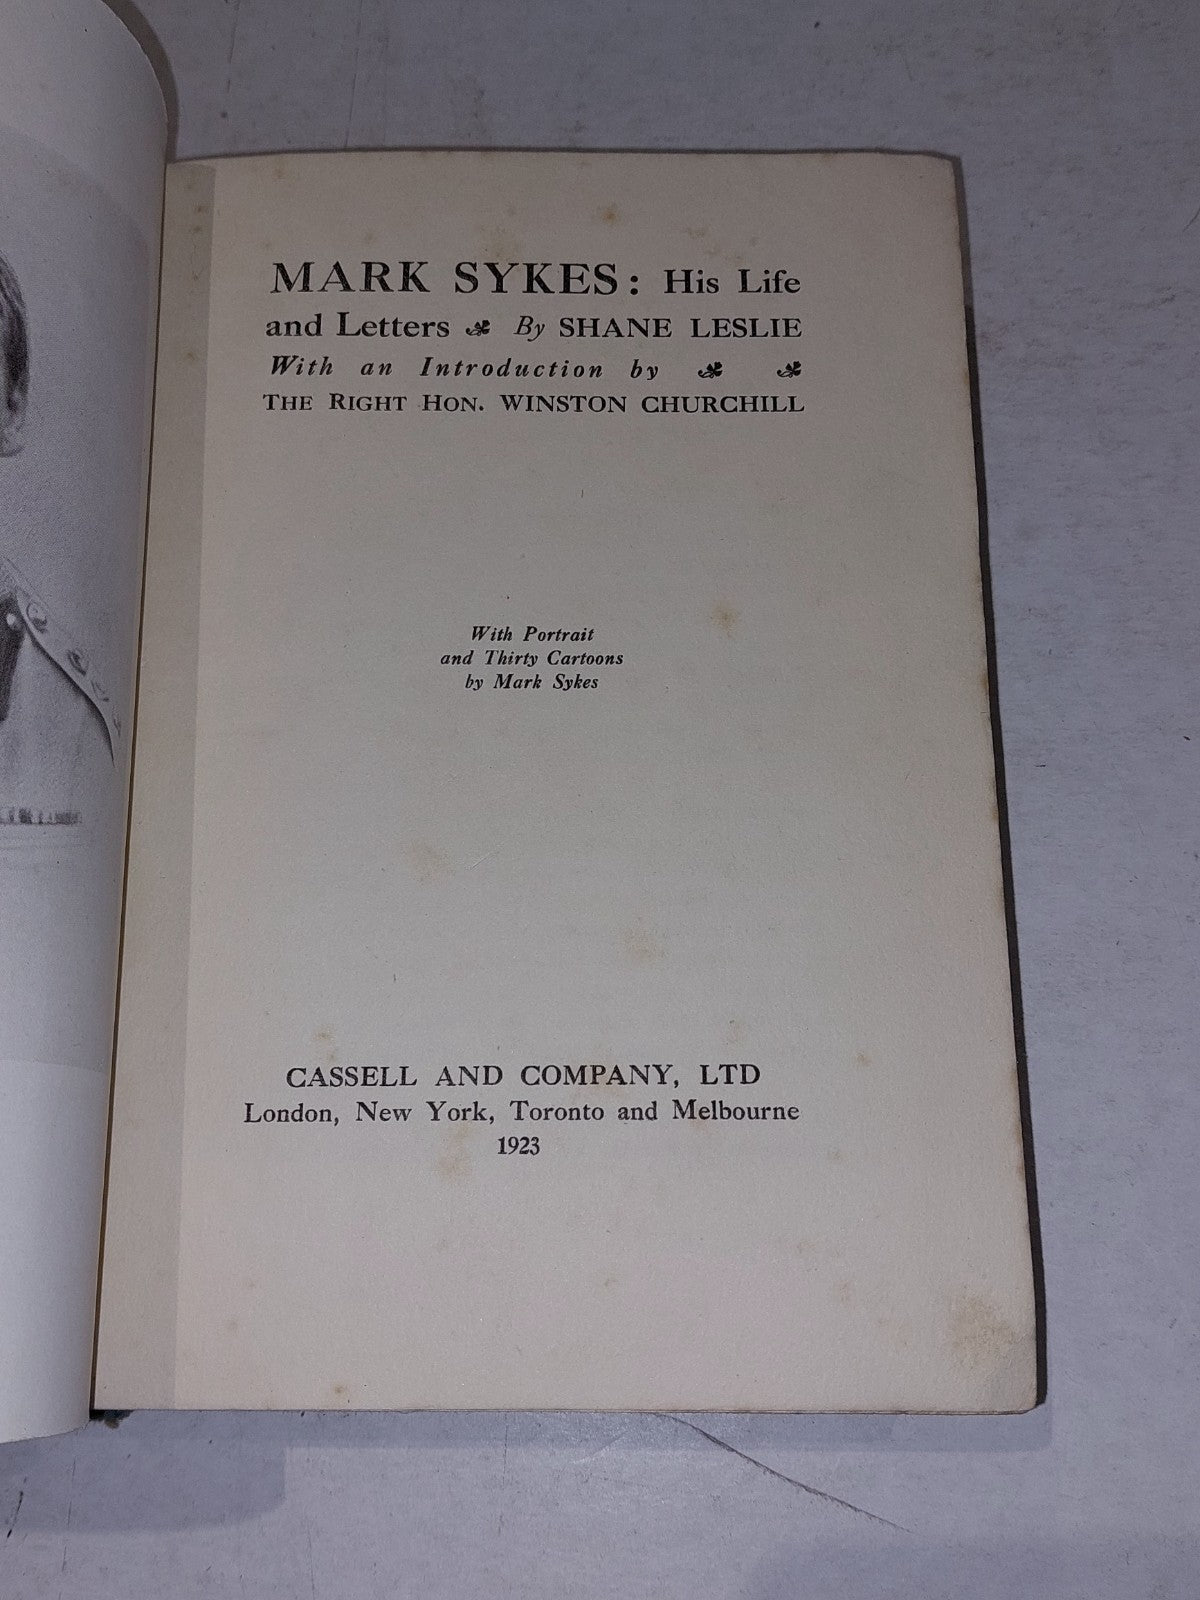 MARK SYKES: His Life
and Letters By SHANE LESLIE
With an Introduction by
THE RIGHT HON. WINSTON CHURCHILL
With Portrait
and Thirty Cartoons
by Mark Sykes
CASSELL AND COMPANY, LTD
London, New York, Toronto and Melbourne
1923